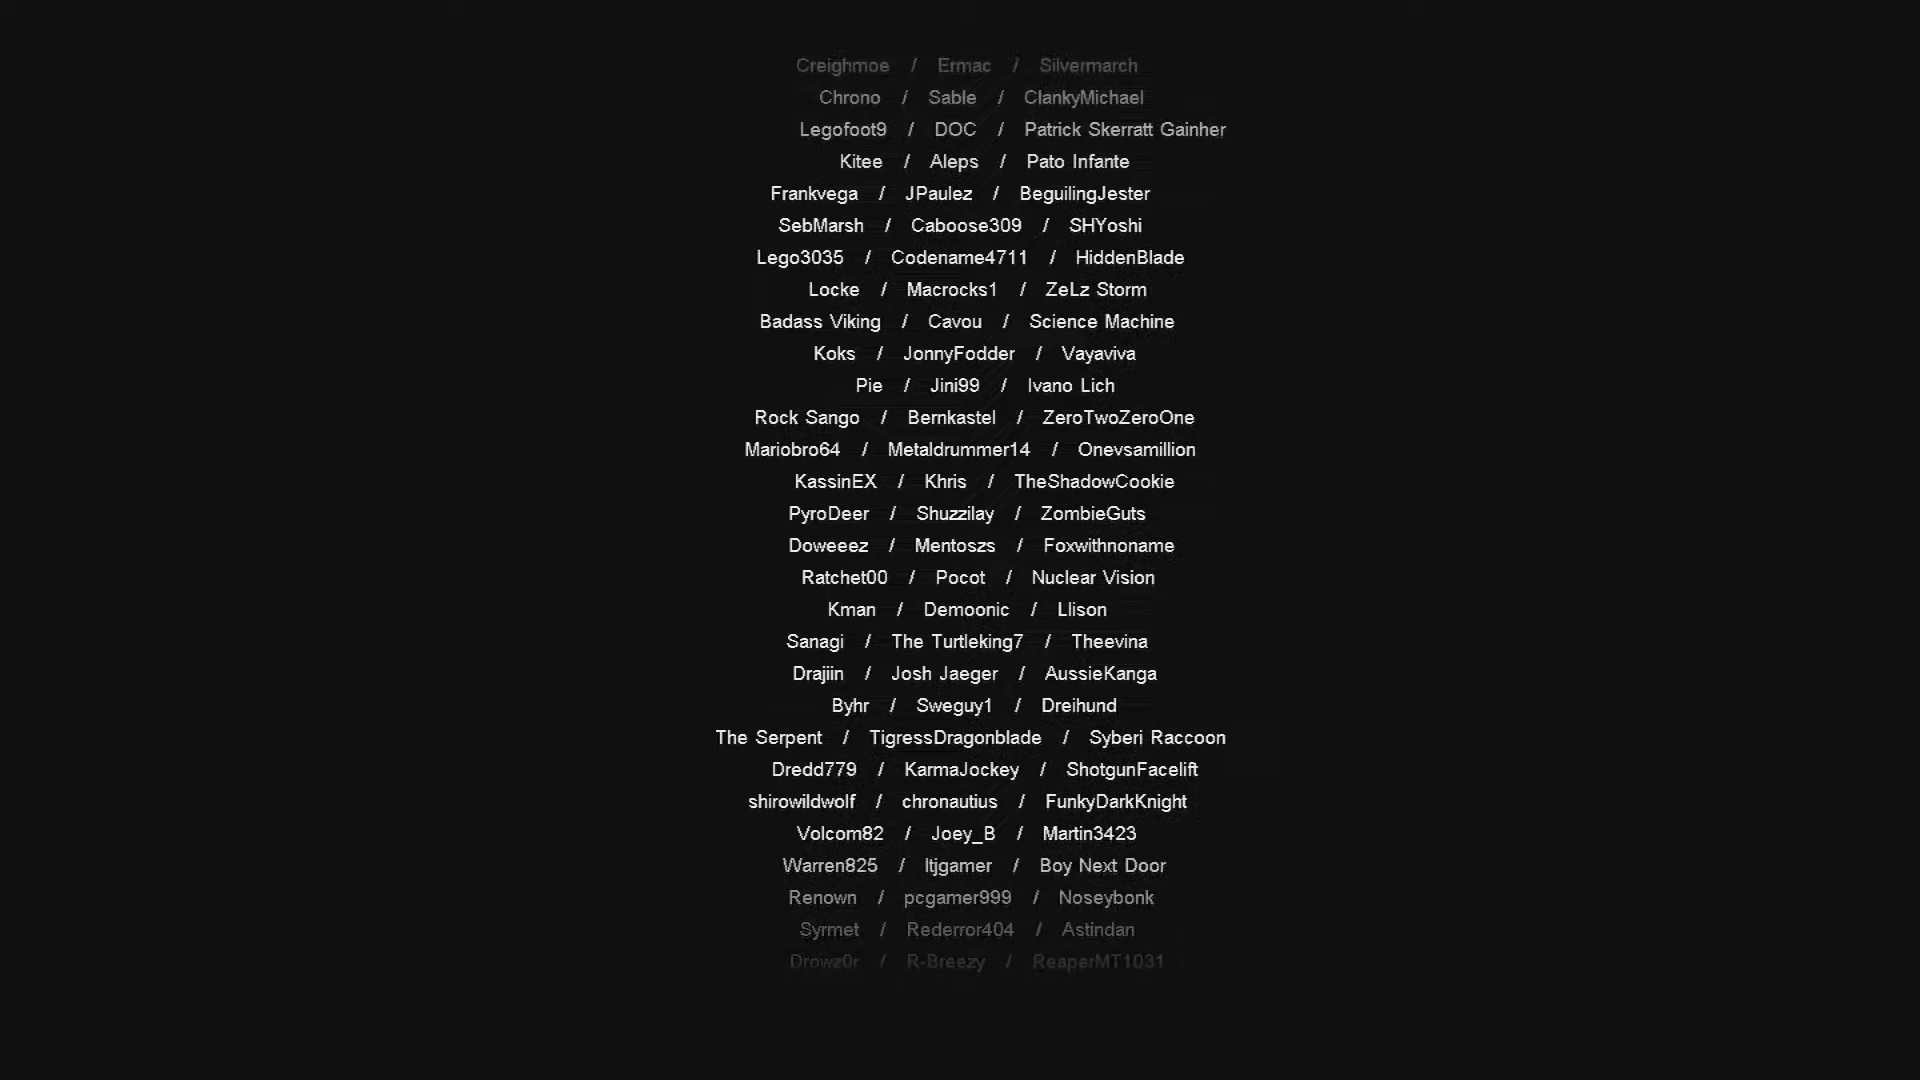 Creighmoe / Ermac / Silvermarch
Chrono / Sable / ClankyMichael
Legofoot9 / DOC / Patrick Skerratt Gainher
Kitee / Aleps / Pato Infante
Frankvega / JPaulez / BeguilingJester
SebMarsh / Caboose309 / SHYoshi
Lego3035 / Codename4711 / HiddenBlade
Locke / Macrocks1 / ZeLz Storm
Badass Viking / Cavou / Science Machine
Koks / JonnyFodder / Vayaviva
Pie / Jini99 / Ivano Lich
Rock Sango / Bernkastel / ZeroTwoZeroOne
Mariobro64 / Metaldrummer14 / Onevsamillion
KassinEX / Khris / TheShadowCookie
PyroDeer / Shuzzilay / ZombieGuts
Doweeez / Mentoszs / Foxwithnoname
Ratchet00 / Pocot / Nuclear Vision
Kman / Demoonic / Llison
Sanagi / The Turtleking7 / Theevina
Drajiin / Josh Jaeger / AussieKanga
Byhr / Sweguy1 / Dreihund
The Serpent / TigressDragonblade / Syberi Raccoon
Dredd779 / KarmaJockey / ShotgunFacelift
shirowildwolf / chronautius / FunkyDarkKnight
Volcom82 / Joey_B / Martin3423
Warren825 / ltjgamer / Boy Next Door
Renown / pcgamer999 / Noseybonk
Syrmet / Rederror404 / Astindan
Drowz0r / R-Breezy / ReaperMT1031